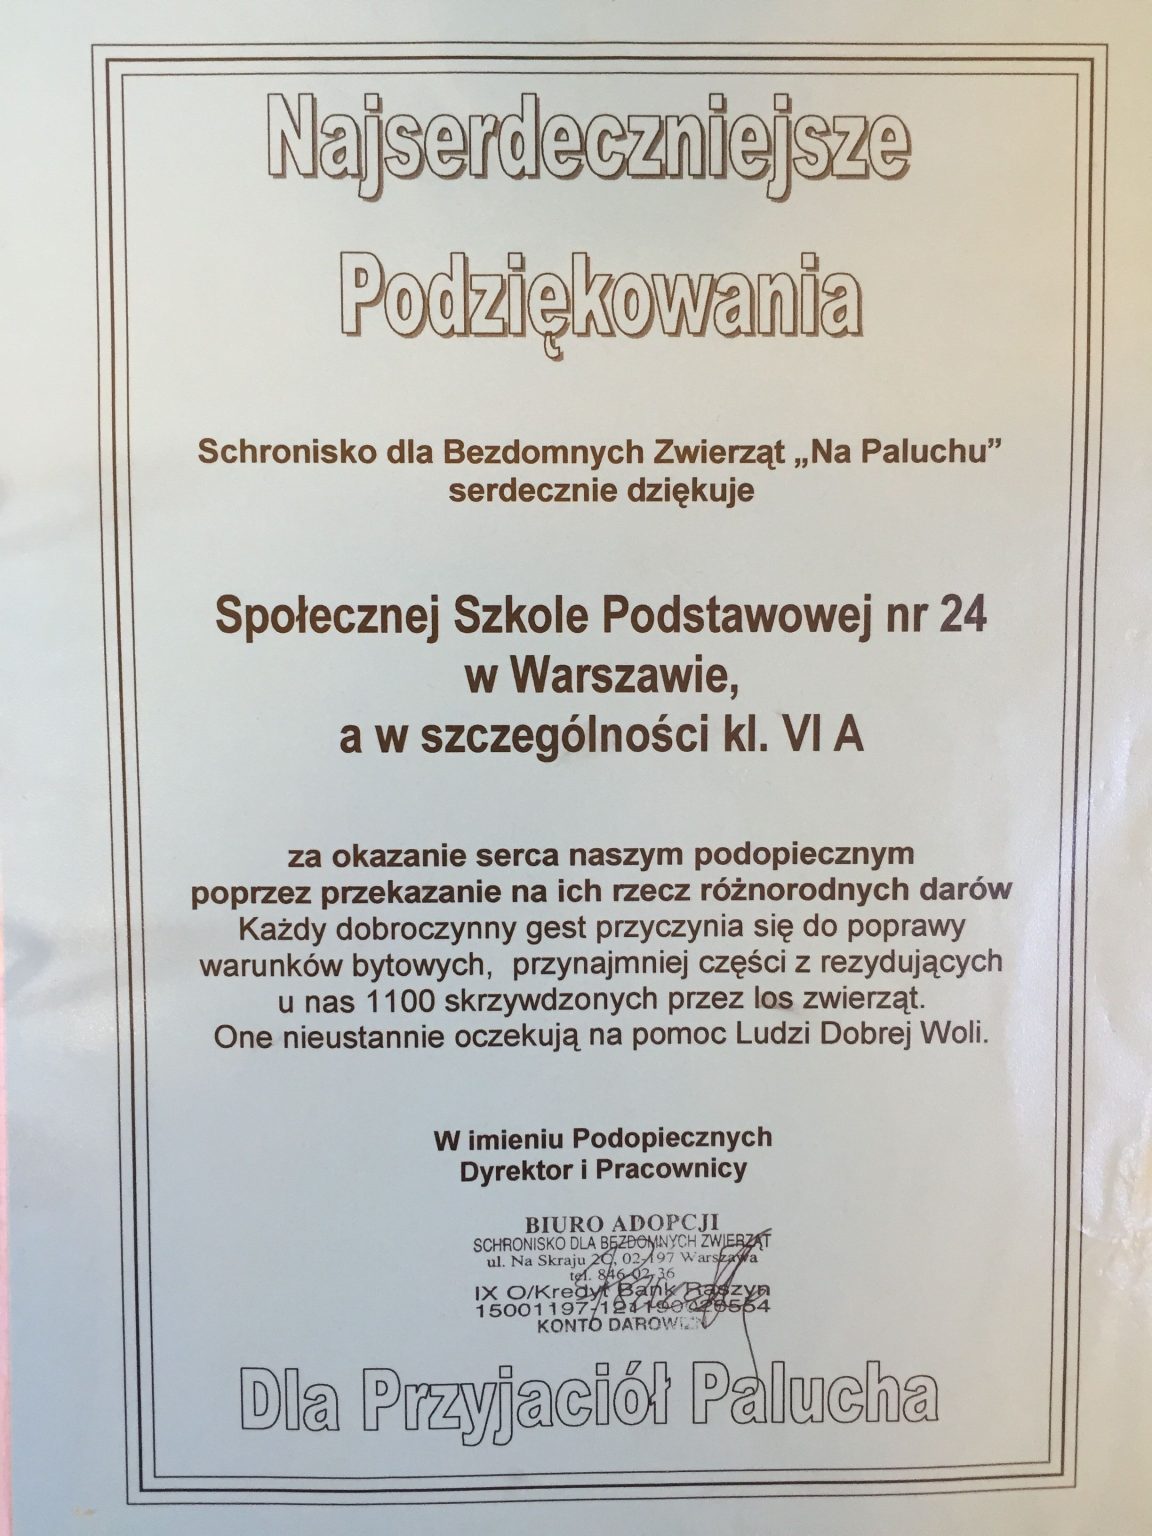 Najserdeczniejsze
Podziękowania
Schronisko dla Bezdomnych Zwierząt „Na Paluchu”
serdecznie dziękuje
Społecznej Szkole Podstawowej nr 24
w Warszawie,
a w szczególności kl. VI A
za okazanie serca naszym podopiecznym
poprzez przekazanie na ich rzecz różnorodnych darów
Każdy dobroczynny gest przyczynia się do poprawy
warunków bytowych, przynajmniej części z rezydujących
u nas 1100 skrzywdzonych przez los zwierząt.
One nieustannie oczekują na pomoc Ludzi Dobrej Woli.
W imieniu Podopiecznych
Dyrektor i Pracownicy
BIURO ADOPCJI
SCHRONISKO DLA BEZDOMNYCH ZWIERZĄT
ul. Na Skraju 2C, 02-197 Warszawa
tel. 846-02-36
IX O/Kredyt Bank Raszyn
KONTO DAROWIZN
Dla Przyjaciół Palucha